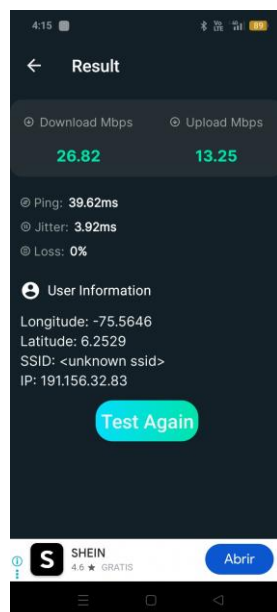 4:15
89
Result
Download Mbps
Upload Mbps
26.82
13.25
Ping: 39.62ms
Jitter: 3.92ms
Loss: 0%
User Information
Longitude: -75.5646
Latitude: 6.2529
SSID: <unknown ssid>
IP: 191.156.32.83
Test Again
S
SHEIN
4.6 ★ GRATIS
Abrir